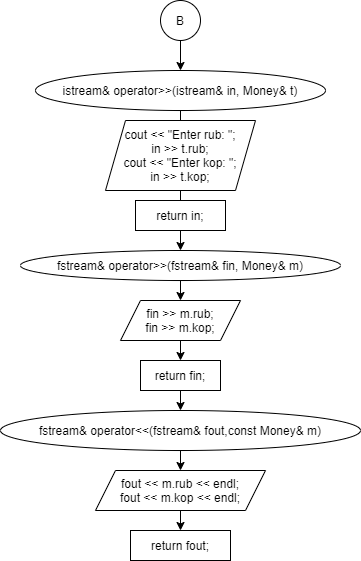 B
istream& operator>>(istream& in, Money& t)
cout << "Enter rub: ";
in >> t.rub;
cout << "Enter kop: ";
in >> t.kop;
return in;
fstream& operator>>(fstream& fin, Money& m)
fin >> m.rub;
fin >> m.kop;
return fin;
fstream& operator<<(fstream& fout,const Money& m)
fout << m.rub << endl;
fout << m.kop << endl;
return fout;